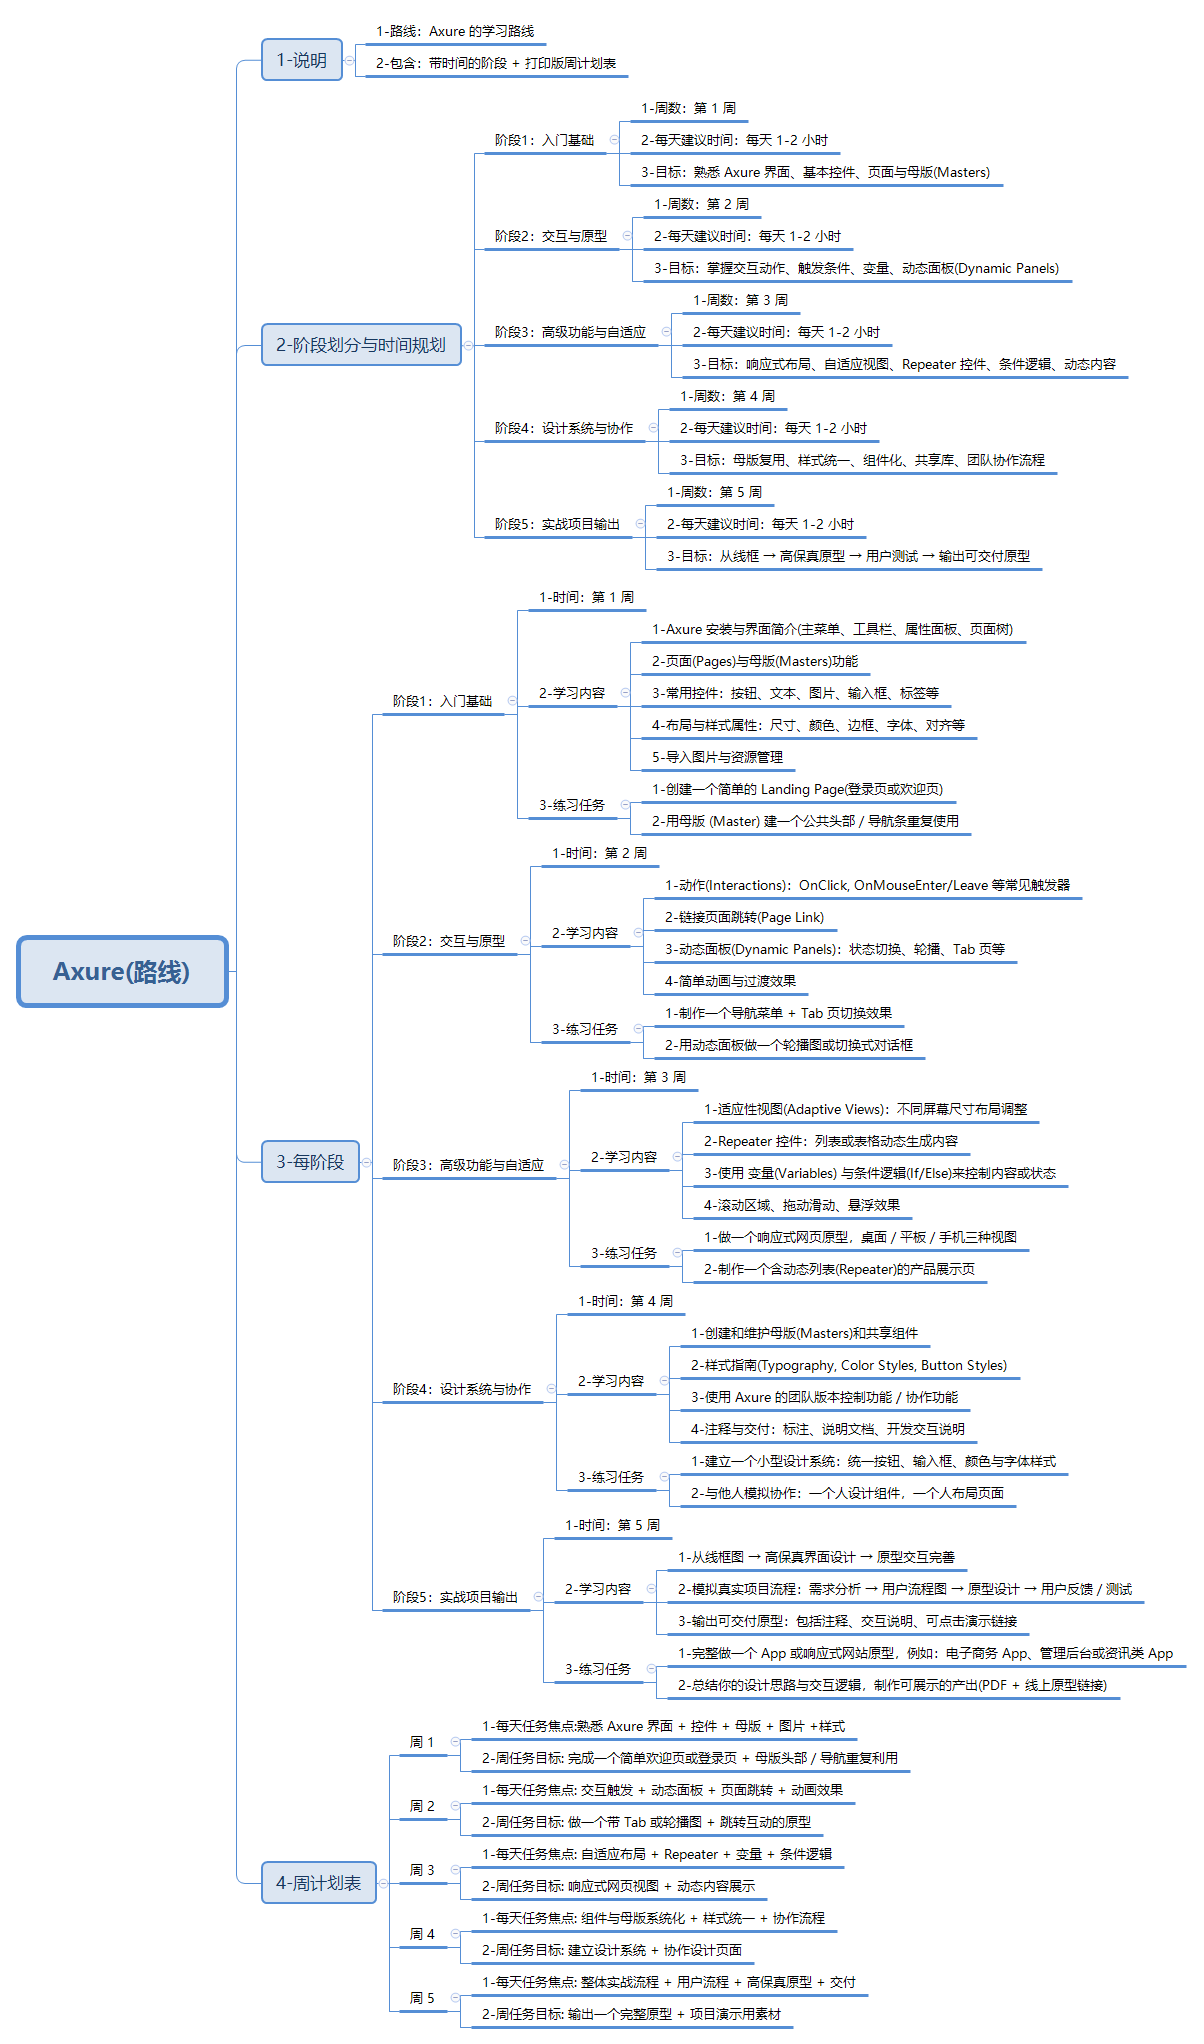 Axure(路线)
1-说明
1-路线：Axure 的学习路线
2-包含：带时间的阶段 + 打印版周计划表
2-阶段划分与时间规划
阶段1：入门基础
1-周数：第 1 周
2-每天建议时间：每天 1-2 小时
3-目标：熟悉 Axure 界面、基本控件、页面与母版(Masters)
阶段2：交互与原型
1-周数：第 2 周
2-每天建议时间：每天 1-2 小时
3-目标：掌握交互动作、触发条件、变量、动态面板(Dynamic Panels)
阶段3：高级功能与自适应
1-周数：第 3 周
2-每天建议时间：每天 1-2 小时
3-目标：响应式布局、自适应视图、Repeater 控件、条件逻辑、动态内容
阶段4：设计系统与协作
1-周数：第 4 周
2-每天建议时间：每天 1-2 小时
3-目标：母版复用、样式统一、组件化、共享库、团队协作流程
阶段5：实战项目输出
1-周数：第 5 周
2-每天建议时间：每天 1-2 小时
3-目标：从线框 → 高保真原型 → 用户测试 → 输出可交付原型
3-每阶段
阶段1：入门基础
1-时间：第 1 周
2-学习内容
1-Axure 安装与界面简介(主菜单、工具栏、属性面板、页面树)
2-页面(Pages)与母版(Masters)功能
3-常用控件：按钮、文本、图片、输入框、标签等
4-布局与样式属性：尺寸、颜色、边框、字体、对齐等
5-导入图片与资源管理
3-练习任务
1-创建一个简单的 Landing Page(登录页或欢迎页)
2-用母版 (Master) 建一个公共头部 / 导航条重复使用
阶段2：交互与原型
1-时间：第 2 周
2-学习内容
1-动作(Interactions)：OnClick, OnMouseEnter/Leave 等常见触发器
2-链接页面跳转(Page Link)
3-动态面板(Dynamic Panels)：状态切换、轮播、Tab 页等
4-简单动画与过渡效果
3-练习任务
1-制作一个导航菜单 + Tab 页切换效果
2-用动态面板做一个轮播图或切换式对话框
阶段3：高级功能与自适应
1-时间：第 3 周
2-学习内容
1-适应性视图(Adaptive Views)：不同屏幕尺寸布局调整
2-Repeater 控件：列表或表格动态生成内容
3-使用 变量(Variables) 与条件逻辑(If/Else)来控制内容或状态
4-滚动区域、拖动滑动、悬浮效果
3-练习任务
1-做一个响应式网页原型，桌面 / 平板 / 手机三种视图
2-制作一个含动态列表(Repeater)的产品展示页
阶段4：设计系统与协作
1-时间：第 4 周
2-学习内容
1-创建和维护母版(Masters)和共享组件
2-样式指南(Typography, Color Styles, Button Styles)
3-使用 Axure 的团队版本控制功能 / 协作功能
4-注释与交付：标注、说明文档、开发交互说明
3-练习任务
1-建立一个小型设计系统：统一按钮、输入框、颜色与字体样式
2-与他人模拟协作：一个人设计组件，一个人布局页面
阶段5：实战项目输出
1-时间：第 5 周
2-学习内容
1-从线框图 → 高保真界面设计 → 原型交互完善
2-模拟真实项目流程：需求分析 → 用户流程图 → 原型设计 → 用户反馈 / 测试
3-输出可交付原型：包括注释、交互说明、可点击演示链接
3-练习任务
1-完整做一个 App 或响应式网站原型，例如：电子商务 App、管理后台或资讯类 App
2-总结你的设计思路与交互逻辑，制作可展示的产出(PDF + 线上原型链接)
4-周计划表
周 1
1-每天任务焦点:熟悉 Axure 界面 + 控件 + 母版 + 图片 +样式
2-周任务目标: 完成一个简单欢迎页或登录页 + 母版头部 / 导航重复利用
周 2
1-每天任务焦点: 交互触发 + 动态面板 + 页面跳转 + 动画效果
2-周任务目标: 做一个带 Tab 或轮播图 + 跳转互动的原型
周 3
1-每天任务焦点: 自适应布局 + Repeater + 变量 + 条件逻辑
2-周任务目标: 响应式网页视图 + 动态内容展示
周 4
1-每天任务焦点: 组件与母版系统化 + 样式统一 + 协作流程
2-周任务目标: 建立设计系统 + 协作设计页面
周 5
1-每天任务焦点: 整体实战流程 + 用户流程 + 高保真原型 + 交付
2-周任务目标: 输出一个完整原型 + 项目演示用素材